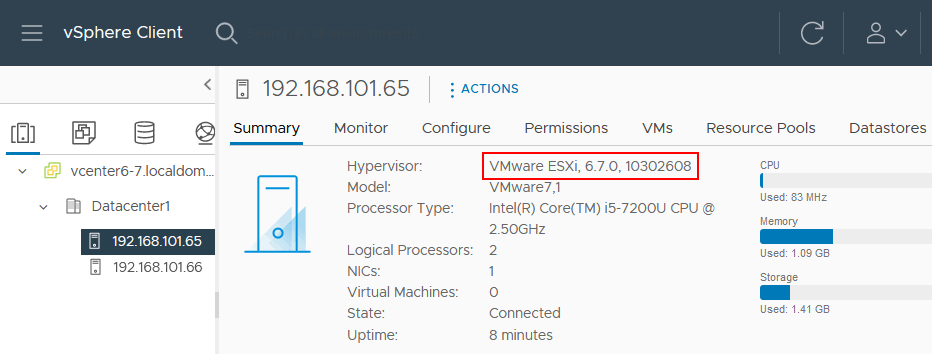 vSphere Client
192.168.101.65
ACTIONS
Summary Monitor Configure Permissions VMs Resource Pools Datastores
vcenter6-7.localdom...
Datacenter1
192.168.101.65
192.168.101.66
Hypervisor: VMware ESXi, 6.7.0, 10302608
Model: VMware7,1
Processor Type: Intel(R) Core(TM) i5-7200U CPU @
2.50GHz
Logical Processors: 2
NICs: 1
Virtual Machines: 0
State: Connected
Uptime: 8 minutes
CPU
Used: 83 MHz
Memory
Used: 1.09 GB
Storage
Used: 1.41 GB